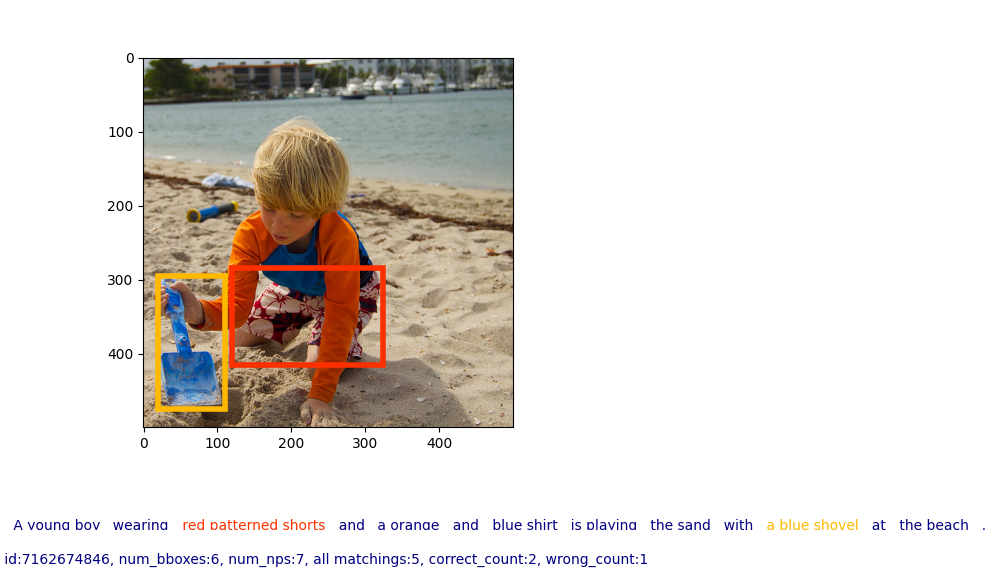 0
100
200
300
400
0 100 200 300 400
A young boy wearing red patterned shorts and a orange and blue shirt is playing the sand with a blue shovel at the beach .
id:7162674846, num_bboxes:6, num_nps:7, all matchings:5, correct_count:2, wrong_count:1